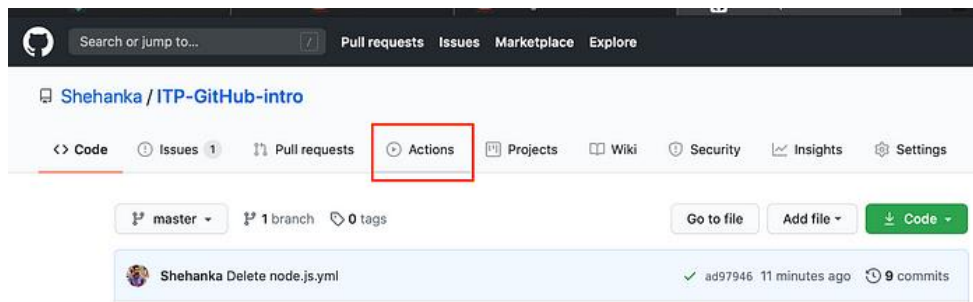 Search or jump to... / Pull requests Issues Marketplace Explore
Shehanka / ITP-GitHub-intro
<> Code Issues 1 Pull requests Actions Projects Wiki Security Insights Settings
master 1 branch 0 tags Go to file Add file Code
Shehanka Delete node.js.yml ad97946 11 minutes ago 9 commits